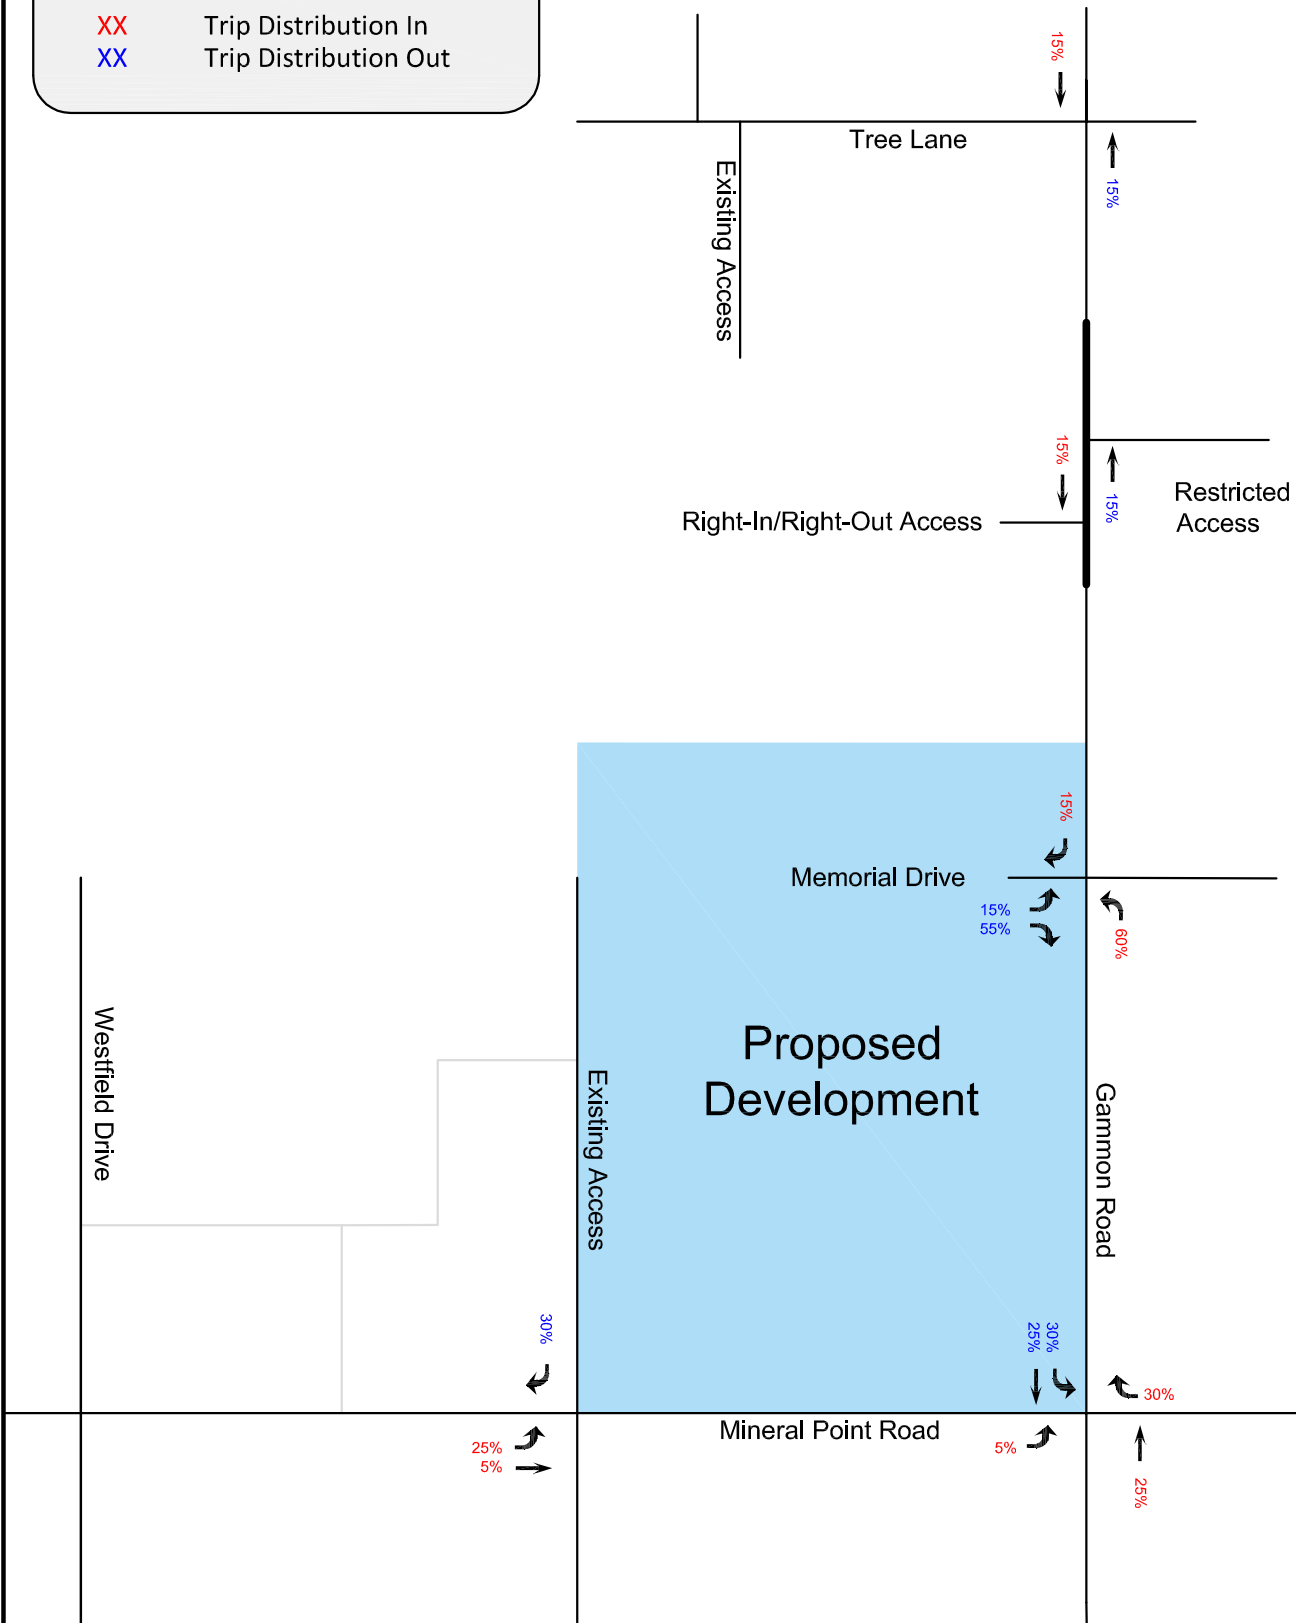 XX Trip Distribution In
XX Trip Distribution Out
15%
Tree Lane
15%
Existing Access
15%
15%
Restricted
Access
Right-In/Right-Out Access
15%
Memorial Drive
15%
55%
60%
Proposed
Development
Westfield Drive
Existing Access
Gammon Road
30%
30%
25%
30%
Mineral Point Road
25%
5%
5%
25%